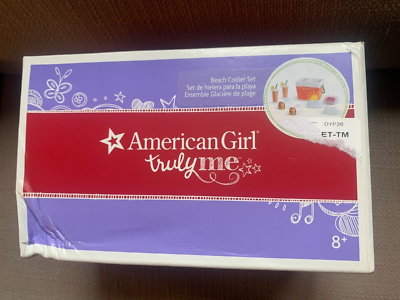 Beach Cooler Set
Set de hielera para la playa
Ensemble Glacière de plage
DYP20
ET-TM
American Girl®
truly me™
8+